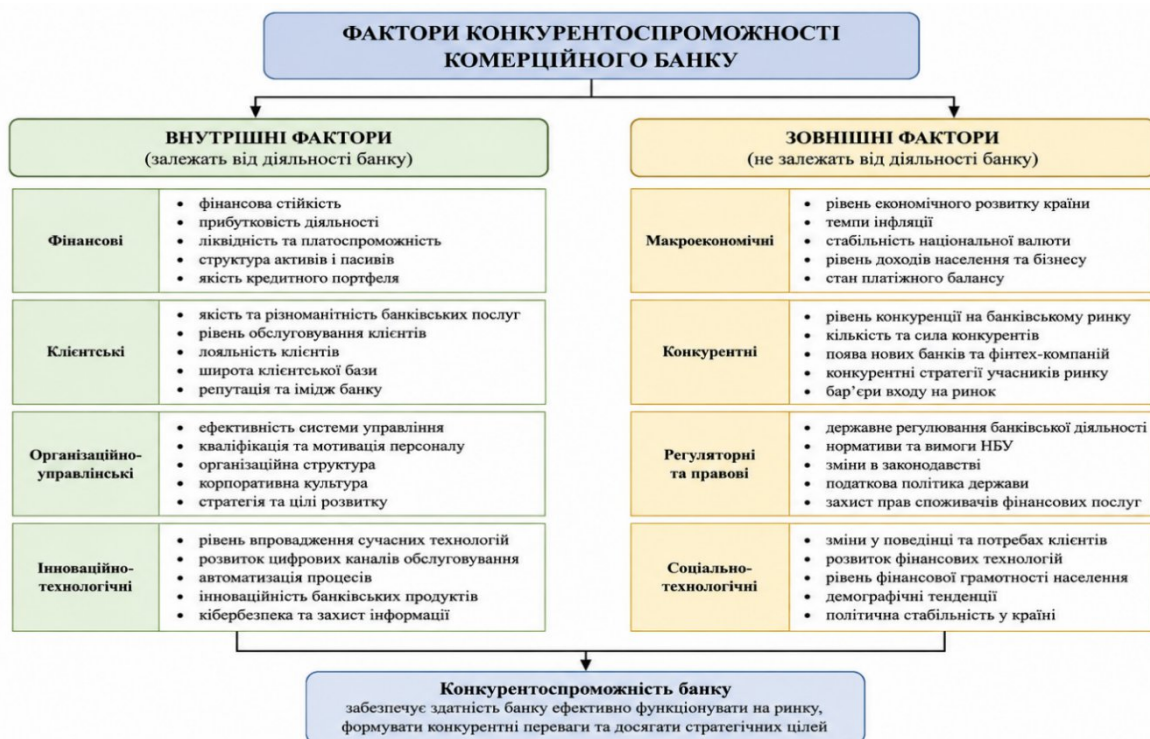 ФАКТОРИ КОНКУРЕНТОСПРОМОЖНОСТІ
КОМЕРЦІЙНОГО БАНКУ
ВНУТРІШНІ ФАКТОРИ
(залежать від діяльності банку)
Фінансові
• фінансова стійкість
• прибутковість діяльності
• ліквідність та платоспроможність
• структура активів і пасивів
• якість кредитного портфеля
Клієнтські
• якість та різноманітність банківських послуг
• рівень обслуговування клієнтів
• лояльність клієнтів
• широта клієнтської бази
• репутація та імідж банку
Організаційно-
управлінські
• ефективність системи управління
• кваліфікація та мотивація персоналу
• організаційна структура
• корпоративна культура
• стратегія та цілі розвитку
Інноваційно-
технологічні
• рівень впровадження сучасних технологій
• розвиток цифрових каналів обслуговування
• автоматизація процесів
• інноваційність банківських продуктів
• кібербезпека та захист інформації
ЗОВНІШНІ ФАКТОРИ
(не залежать від діяльності банку)
Макроекономічні
• рівень економічного розвитку країни
• темпи інфляції
• стабільність національної валюти
• рівень доходів населення та бізнесу
• стан платіжного балансу
Конкурентні
• рівень конкуренції на банківському ринку
• кількість та сила конкурентів
• поява нових банків та фінтех-компаній
• конкурентні стратегії учасників ринку
• бар’єри входу на ринок
Регуляторні
та правові
• державне регулювання банківської діяльності
• нормативи та вимоги НБУ
• зміни в законодавстві
• податкова політика держави
• захист прав споживачів фінансових послуг
Соціально-
технологічні
• зміни у поведінці та потребах клієнтів
• розвиток фінансових технологій
• рівень фінансової грамотності населення
• демографічні тенденції
• політична стабільність у країні
Конкурентоспроможність банку
забезпечує здатність банку ефективно функціонувати на ринку,
формувати конкурентні переваги та досягати стратегічних цілей